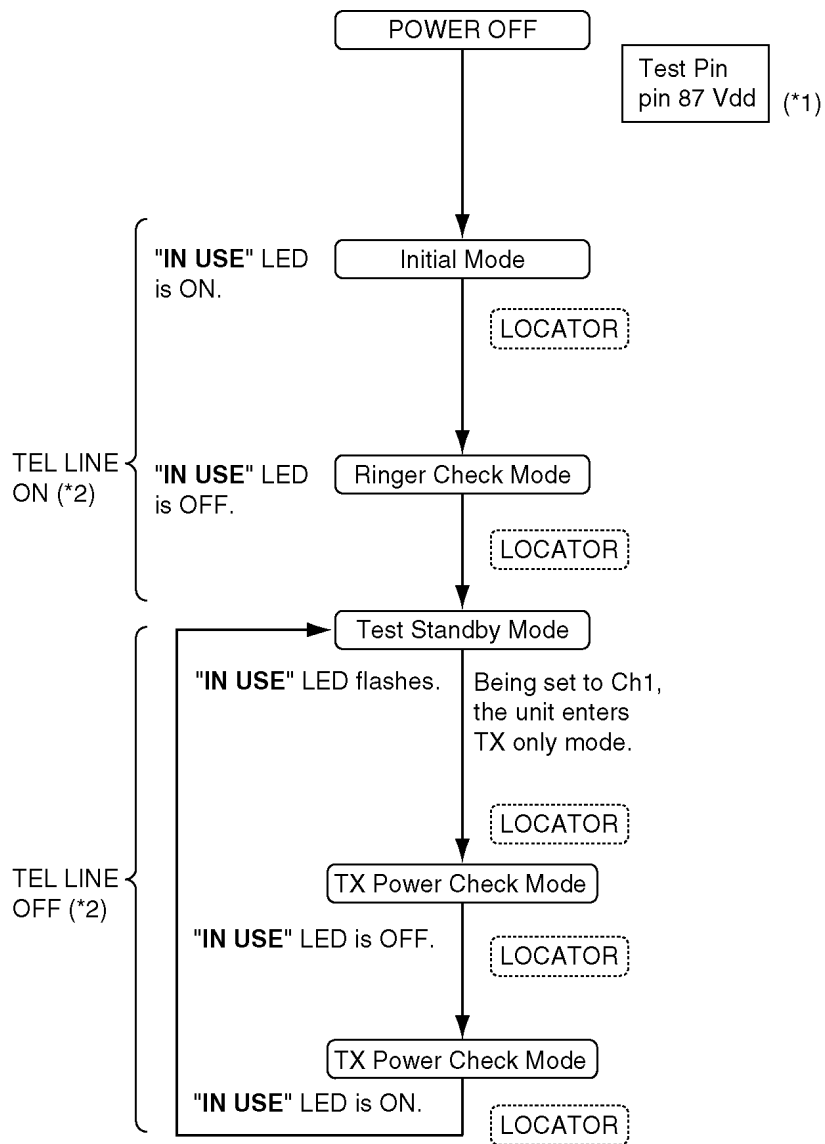 POWER OFF
Test Pin
pin 87 Vdd
(*1)
"IN USE" LED
is ON.
Initial Mode
LOCATOR
TEL LINE
ON (*2)
"IN USE" LED
is OFF.
Ringer Check Mode
LOCATOR
Test Standby Mode
"IN USE" LED flashes.
Being set to Ch1,
the unit enters
TX only mode.
LOCATOR
TEL LINE
OFF (*2)
TX Power Check Mode
"IN USE" LED is OFF.
LOCATOR
TX Power Check Mode
"IN USE" LED is ON.
LOCATOR